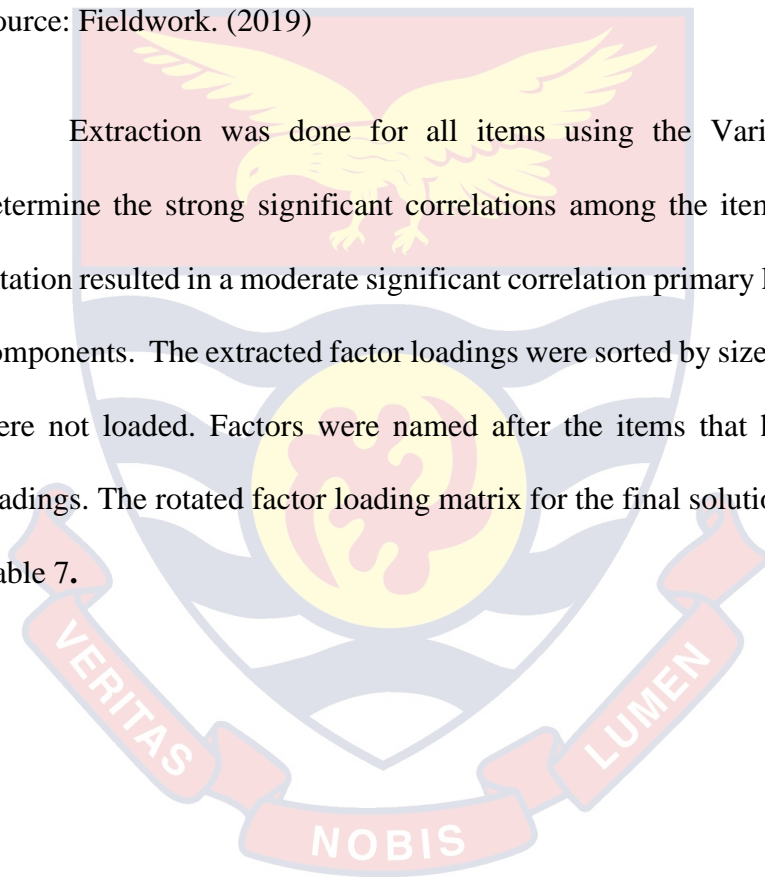 ource: Fieldwork. (2019)
Extraction was done for all items using the Vari
etermine the strong significant correlations among the item
tation resulted in a moderate significant correlation primary l
omponents. The extracted factor loadings were sorted by size
ere not loaded. Factors were named after the items that h
adings. The rotated factor loading matrix for the final solutio
able 7.
VERITAS
NOBIS
LUMEN